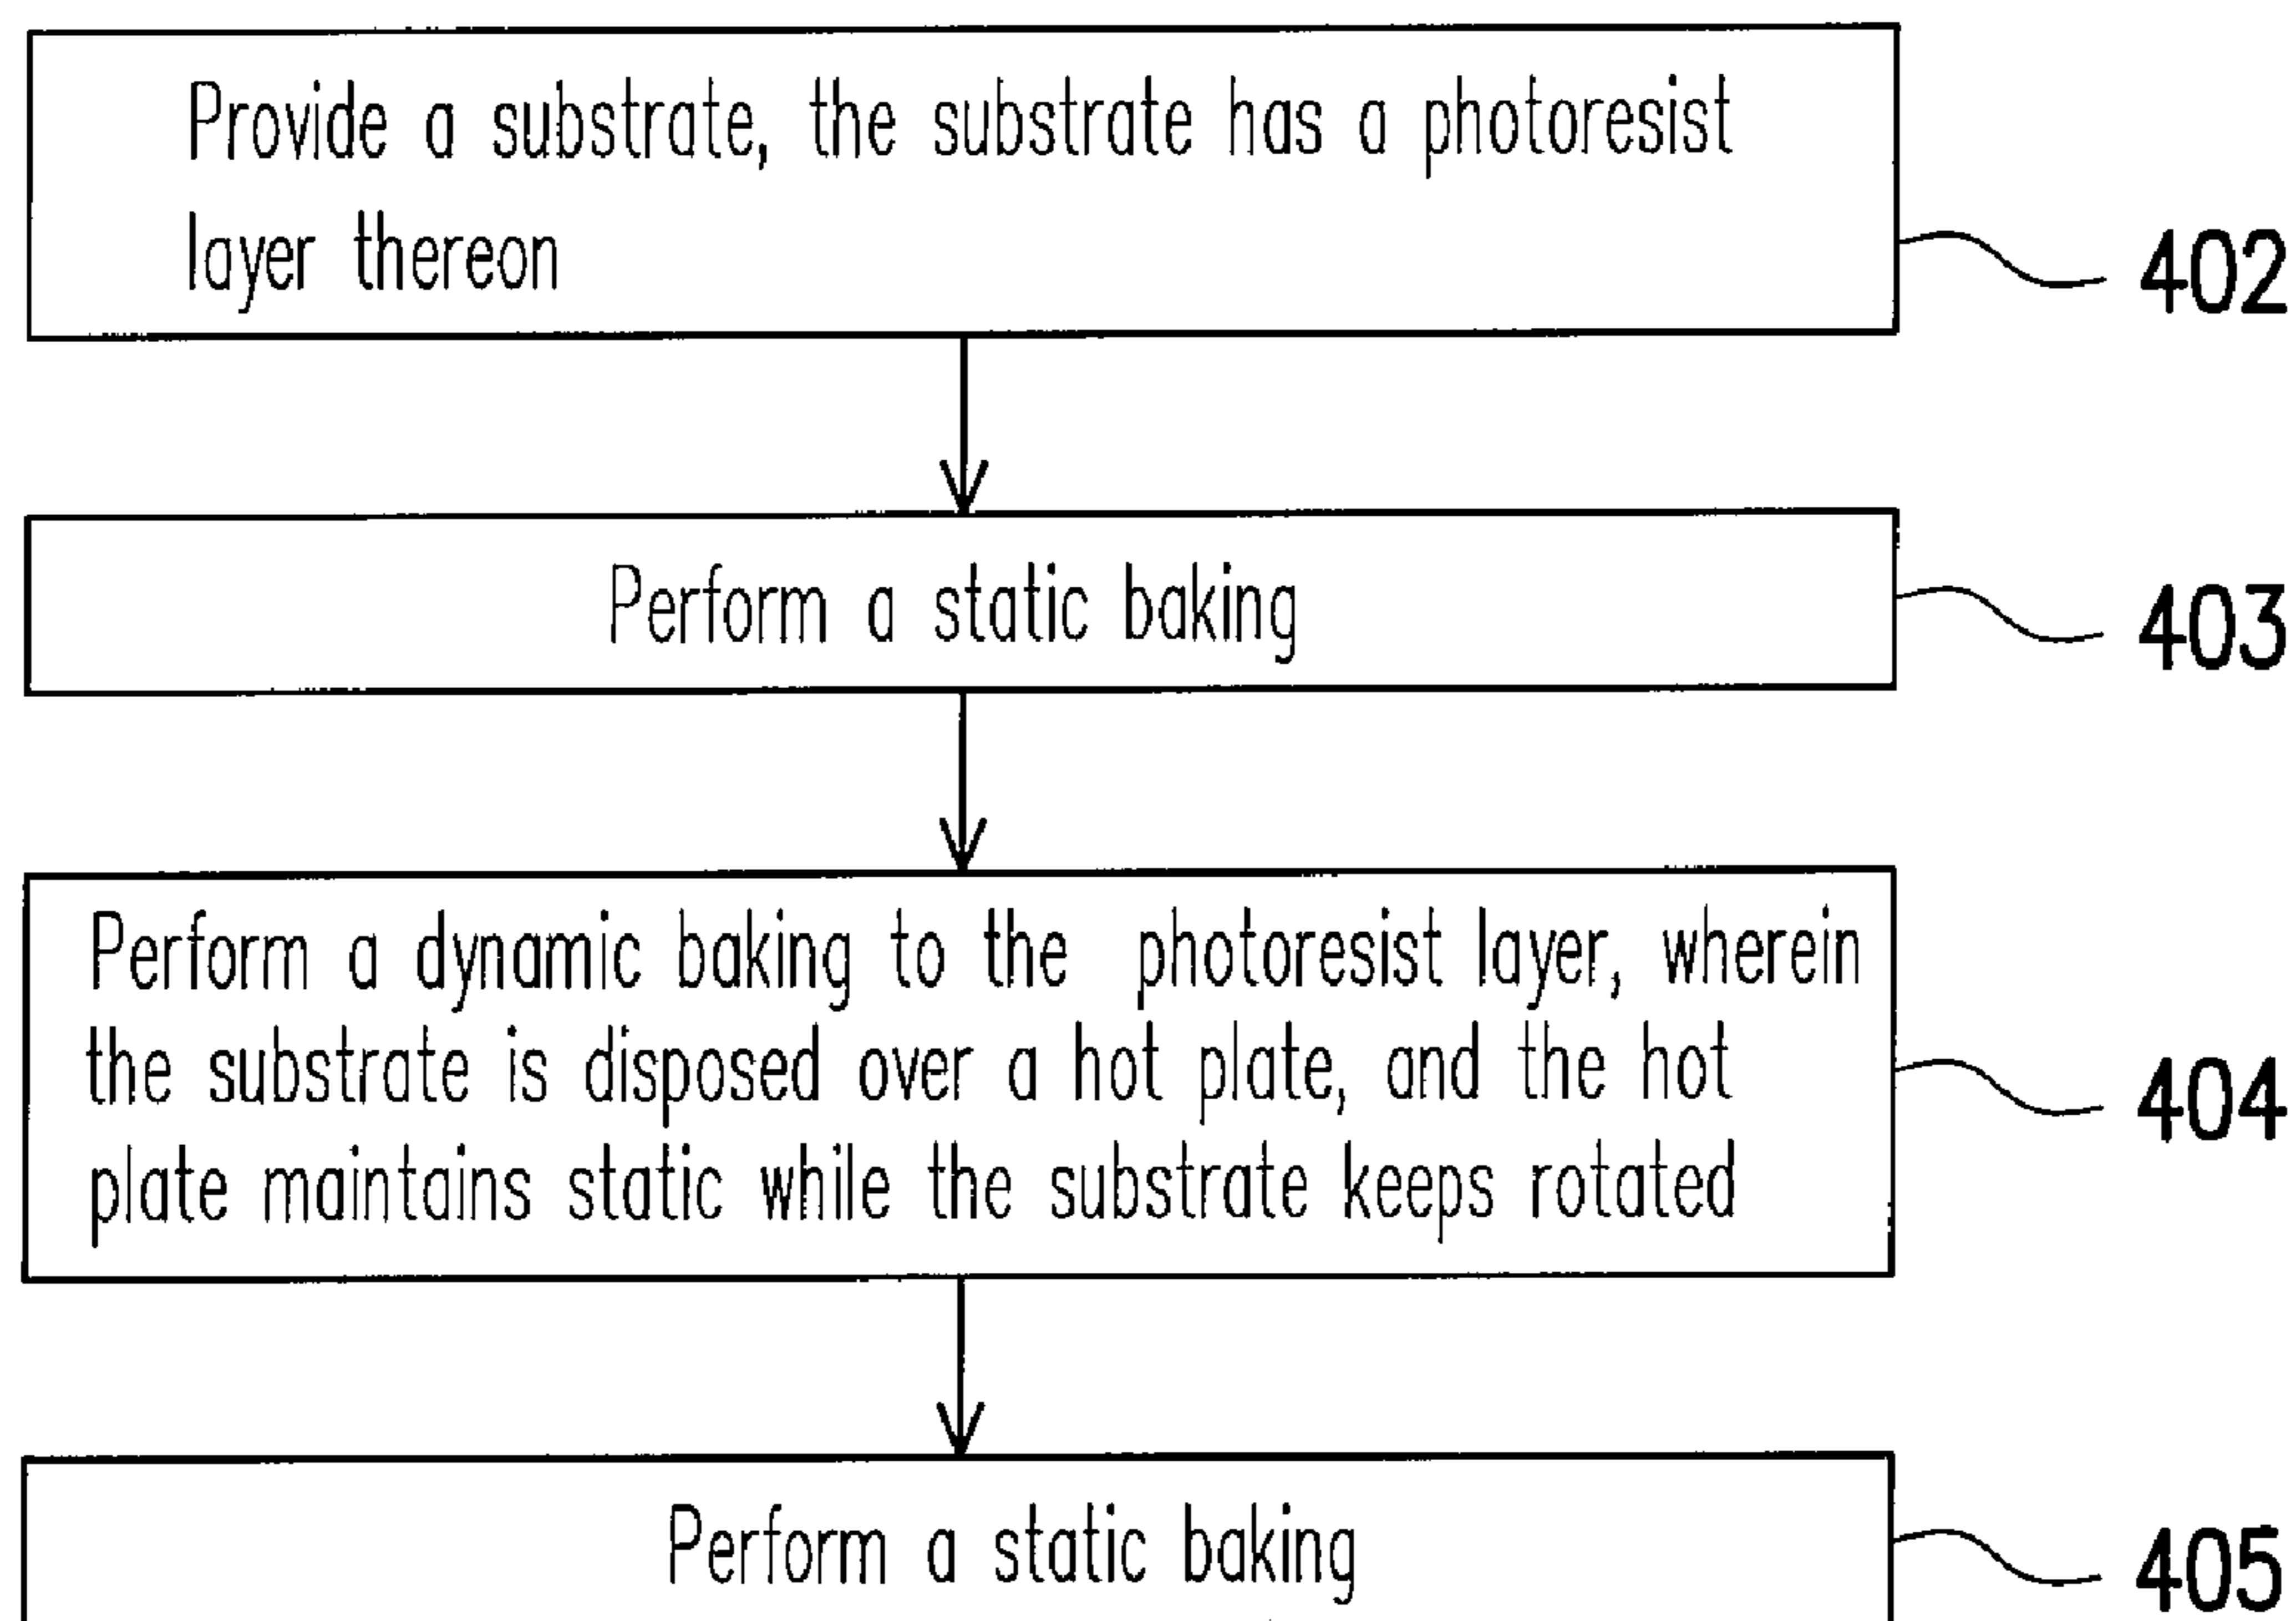 Provide a substrate, the substrate has a photoresist
layer thereon
402
Perform a static baking
403
Perform a dynamic baking to the photoresist layer, wherein
the substrate is disposed over a hot plate, and the hot
plate maintains static while the substrate keeps rotated
404
Perform a static baking
405